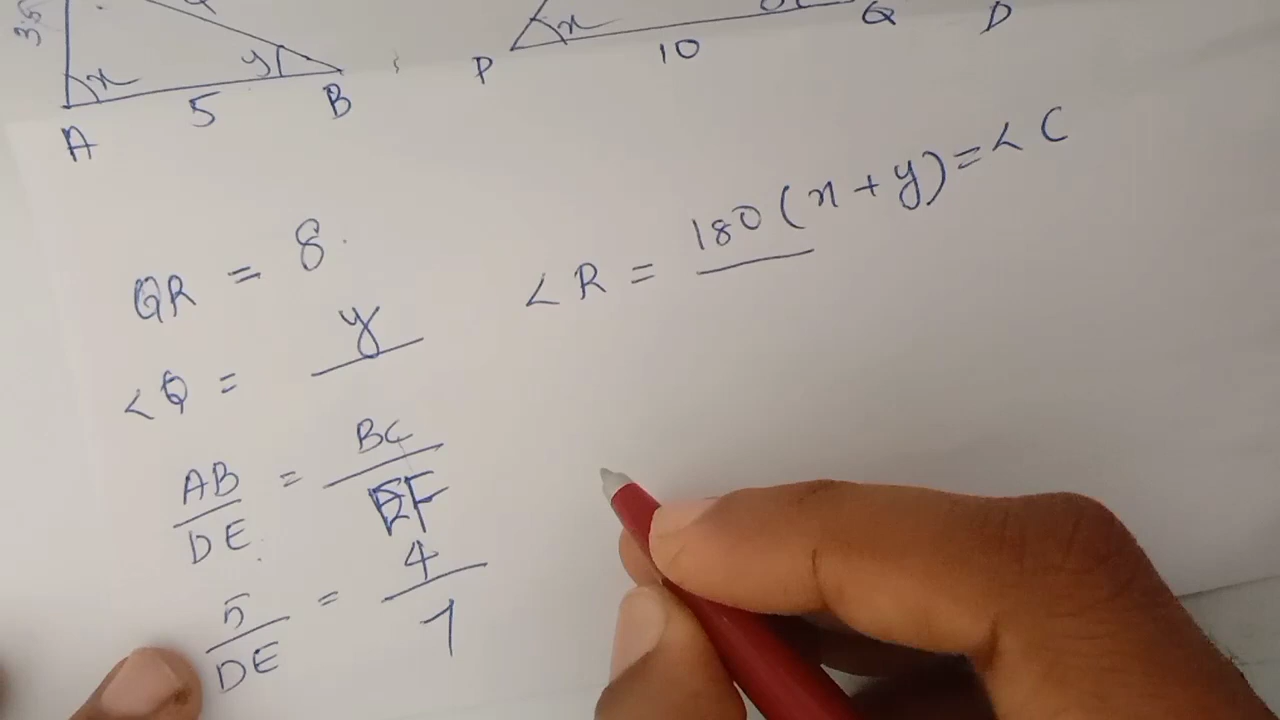 3.5
x
y
5
A
B
P
x
10
Q
D
QR = 8
∠R = 180(x+y)=∠C
∠Q = y
AB/DE = BC/EF
5/DE = 4/7